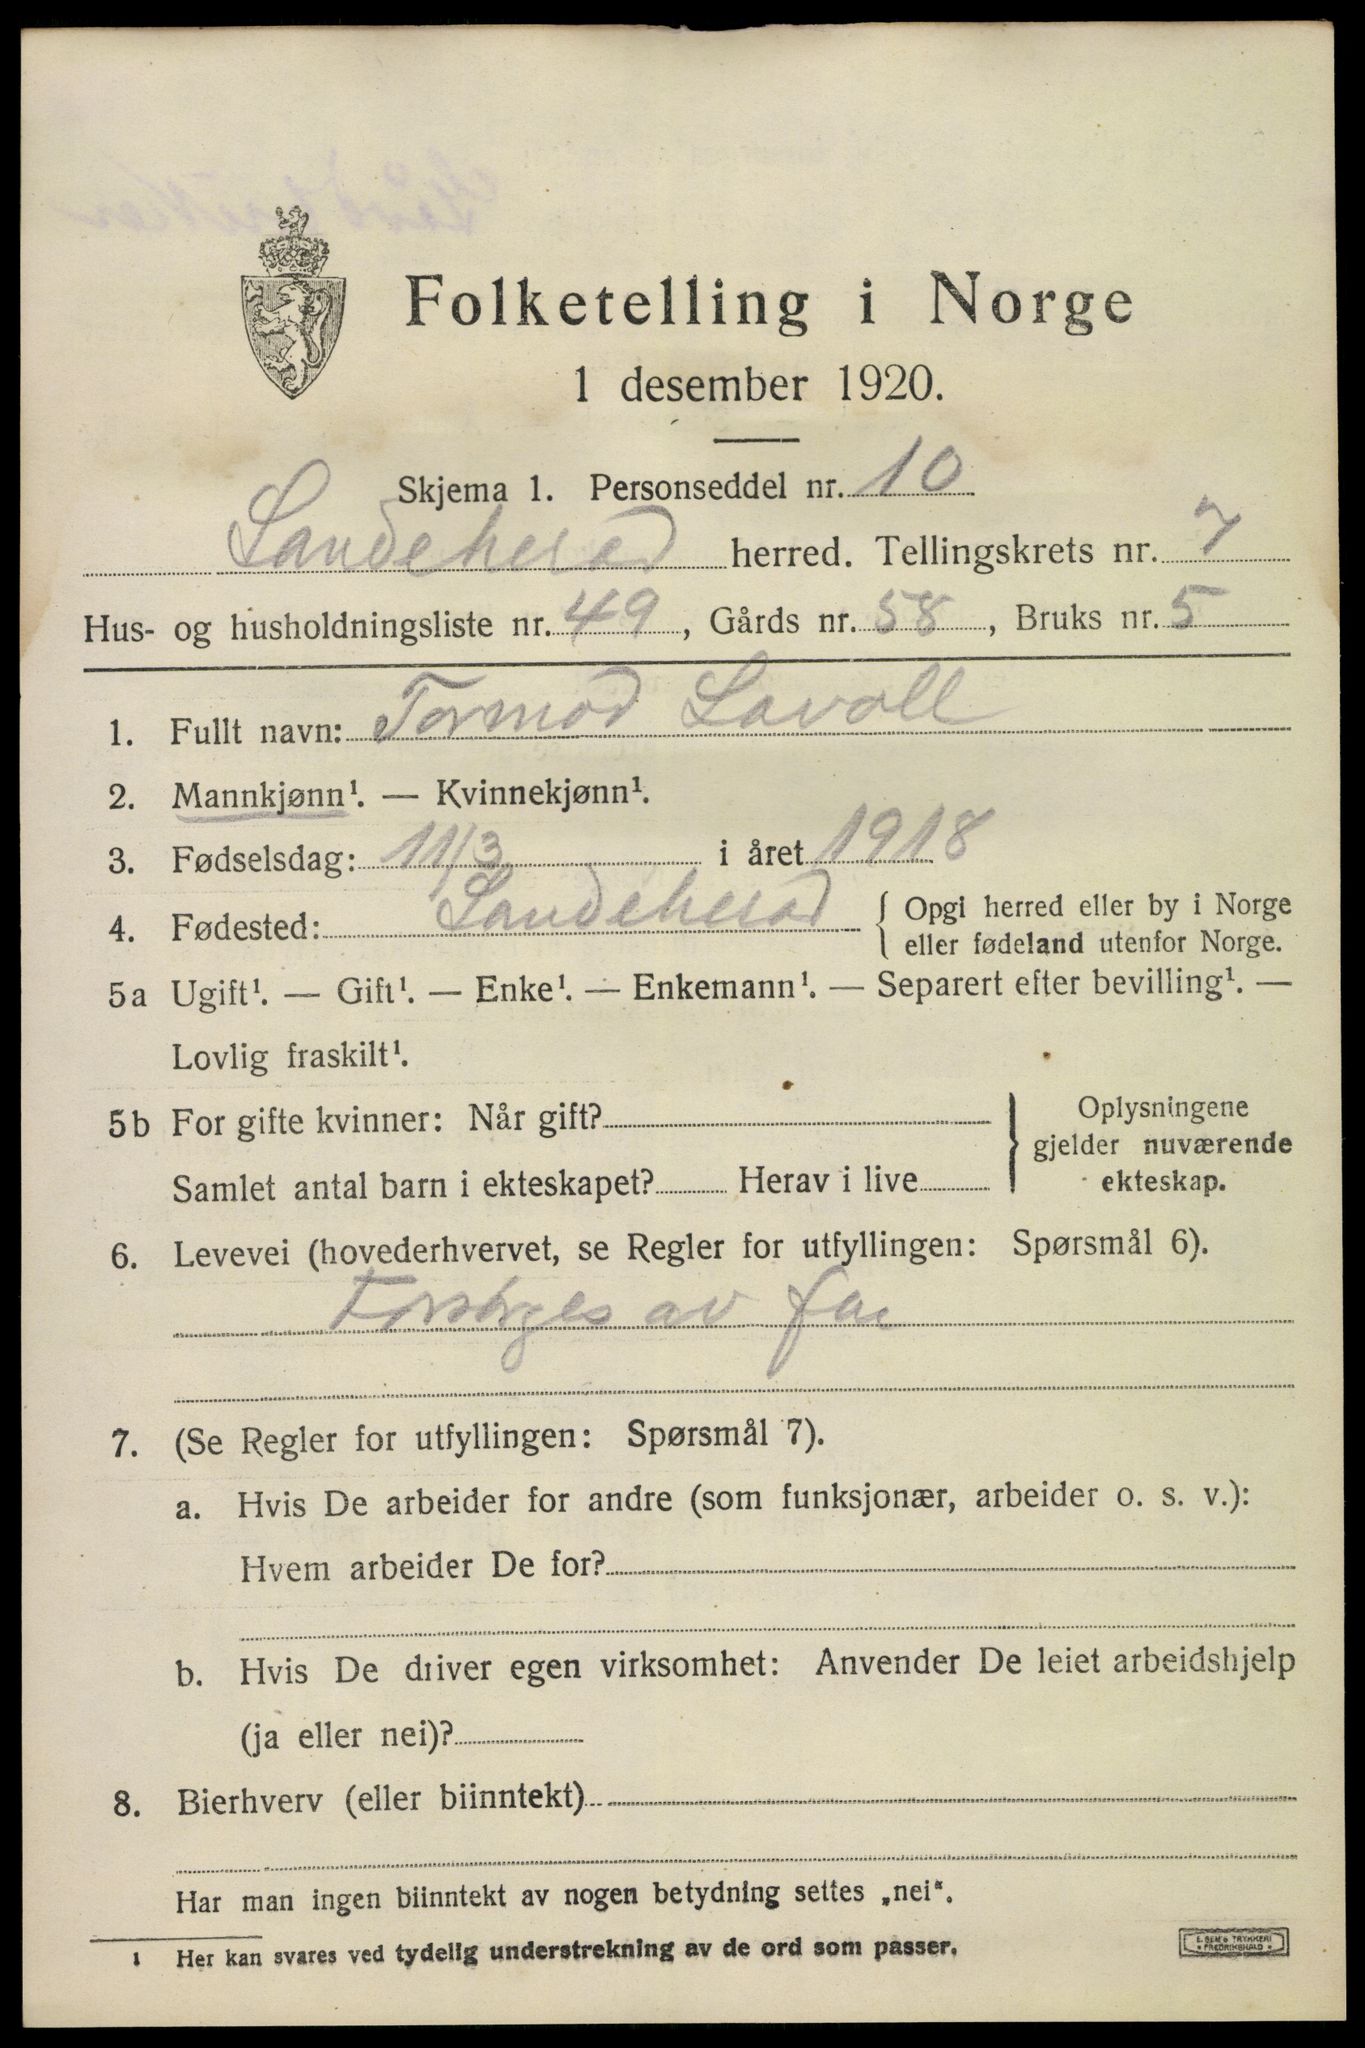 Folketelling i Norge
1 desember 1920.
Skjema 1. Personseddel nr. 10
Sandeherad herred. Tellingskrets nr. 7
Hus- og husholdningsliste nr. 49, Gårds nr. 58, Bruks nr. 5
1. Fullt navn: Tormod Lavoll
2. Mannkjønn¹. — Kvinnekjønn¹.
3. Fødselsdag: 11/3 i året 1918
4. Fødested: Sandeherad { Opgi herred eller by i Norge
eller fødeland utenfor Norge.
5a Ugift¹. — Gift¹. — Enke¹. — Enkemann¹. — Separert efter bevilling¹. —
Lovlig fraskilt¹.
5b For gifte kvinner: Når gift?
Samlet antal barn i ekteskapet? Herav i live
} Oplysningene
gjelder nuværende
ekteskap.
6. Levevei (hovederhvervet, se Regler for utfyllingen: Spørsmål 6).
Forsørges av far
7. (Se Regler for utfyllingen: Spørsmål 7).
a. Hvis De arbeider for andre (som funksjonær, arbeider o. s. v.):
Hvem arbeider De for?
b. Hvis De driver egen virksomhet: Anvender De leiet arbeidshjelp
(ja eller nei)?
8. Bierhverv (eller biinntekt)
Har man ingen biinntekt av nogen betydning settes „nei“.
1 Her kan svares ved tydelig understrekning av de ord som passer.
E. SEM'S TRYKKERI
FREDRIKSHALD